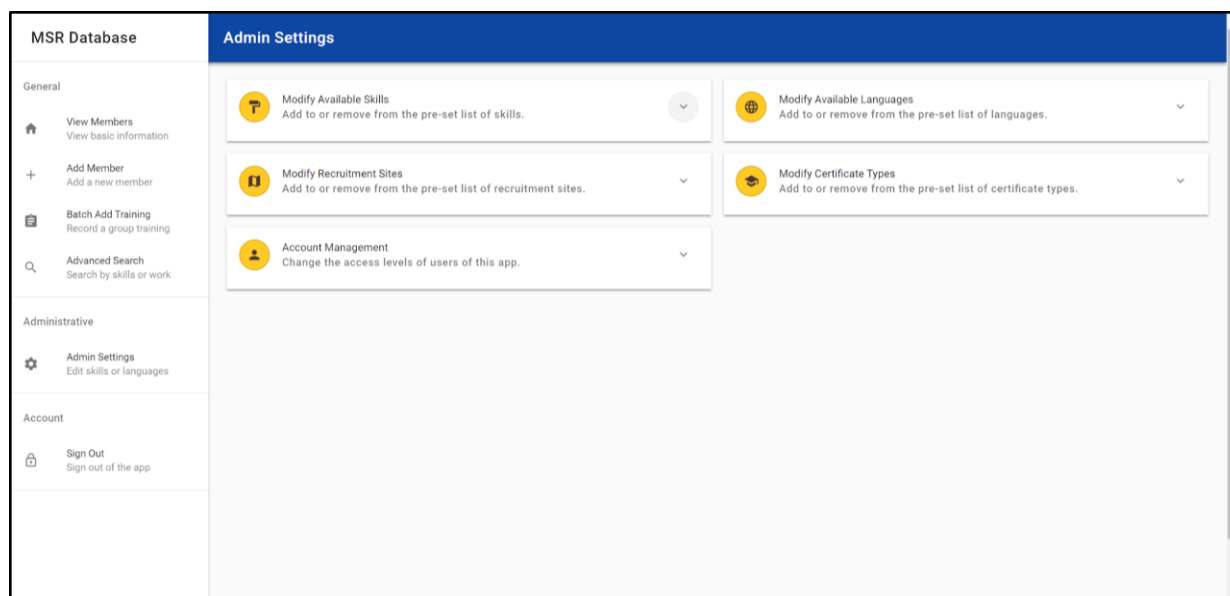 MSR Database
General
View Members
View basic information
Add Member
Add a new member
Batch Add Training
Record a group training
Advanced Search
Search by skills or work
Administrative
Admin Settings
Edit skills or languages
Account
Sign Out
Sign out of the app
Admin Settings
Modify Available Skills
Add to or remove from the pre-set list of skills.
Modify Available Languages
Add to or remove from the pre-set list of languages.
Modify Recruitment Sites
Add to or remove from the pre-set list of recruitment sites.
Modify Certificate Types
Add to or remove from the pre-set list of certificate types.
Account Management
Change the access levels of users of this app.